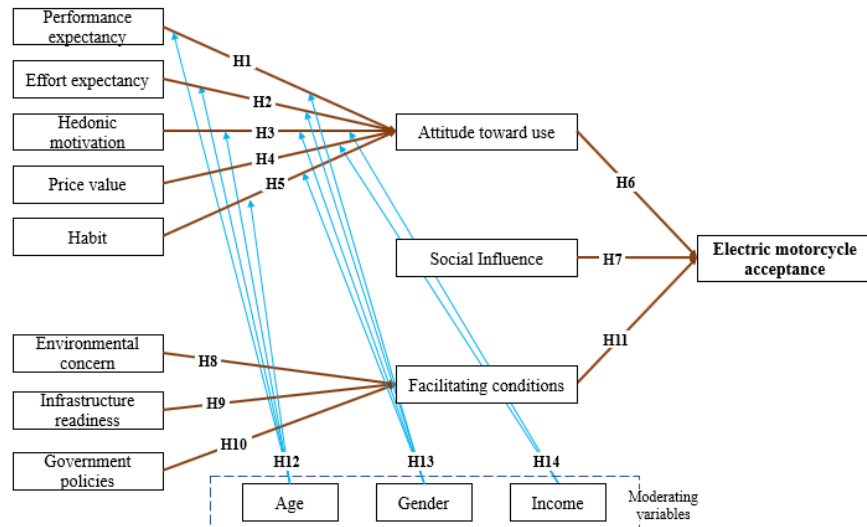 Performance
expectancy
H1
Effort expectancy
H2
Hedonic
motivation
H3
Attitude toward use
H4
Price value
H5
H6
Habit
Social Influence
H7
Electric motorcycle
acceptance
H11
Environmental
concern
H8
Facilitating conditions
Infrastructure
readiness
H9
H10
Government
policies
H12
H13
H14
Age
Gender
Income
Moderating
variables